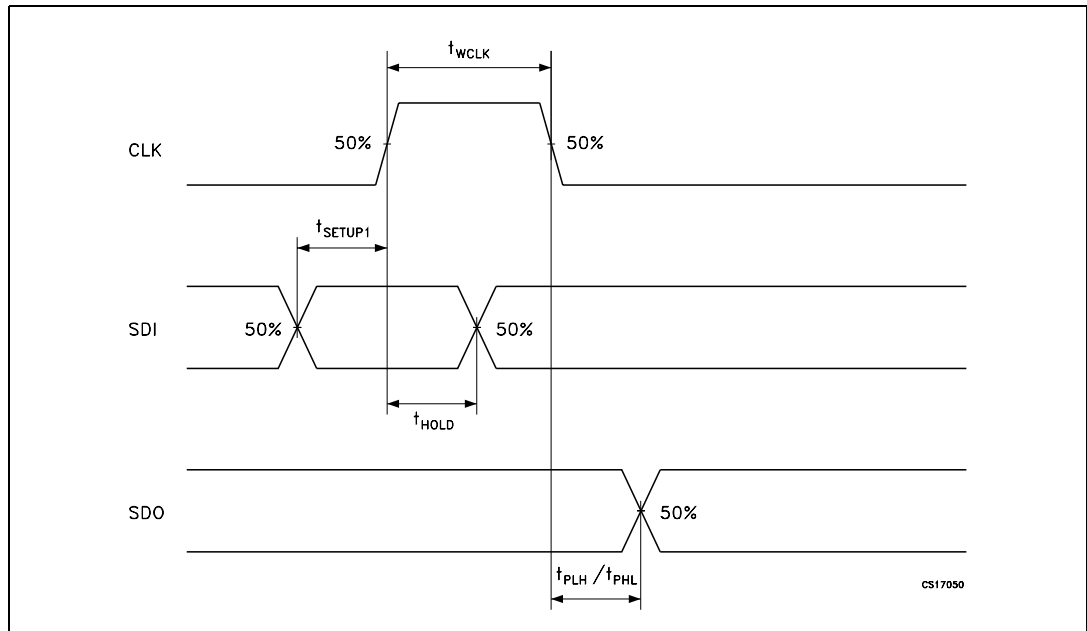 tWCLK
CLK
50%
50%
tSETUP1
SDI
50%
50%
tHOLD
SDO
50%
tPLH /tPHL
CS17050